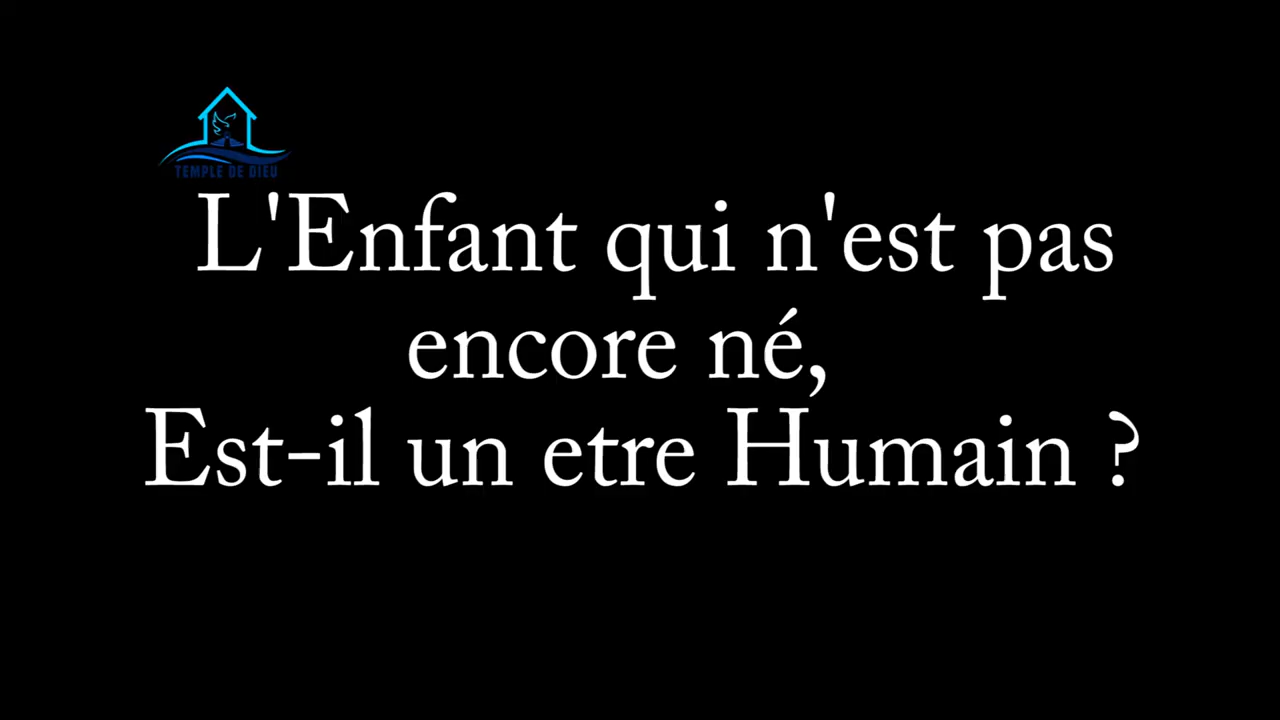 TEMPLE DE DIEU
L'Enfant qui n'est pas
encore né,
Est-il un etre Humain ?